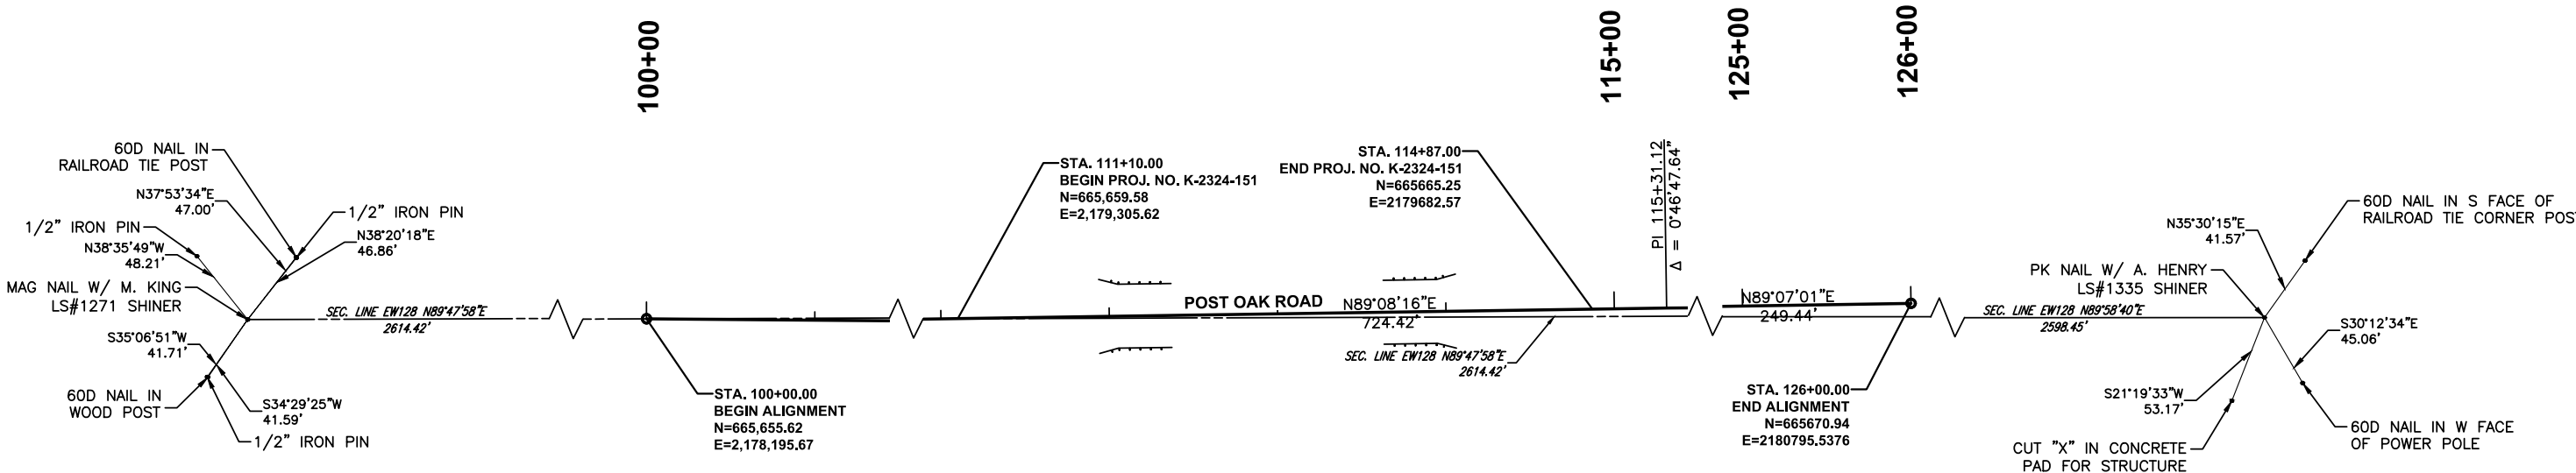 100+00
115+00
125+00
126+00
60D NAIL IN
RAILROAD TIE POST
N37°53'34"E
47.00'
1/2" IRON PIN
N38°35'49"W
48.21'
MAG NAIL W/ M. KING
LS#1271 SHINER
S35°06'51"W
41.71'
60D NAIL IN
WOOD POST
1/2" IRON PIN
N38°20'18"E
46.86'
S34°29'25"W
41.59'
1/2" IRON PIN
SEC. LINE EW128 N89°47'58"E
2614.42'
STA. 100+00.00
BEGIN ALIGNMENT
N=665,655.62
E=2,178,195.67
STA. 111+10.00
BEGIN PROJ. NO. K-2324-151
N=665,659.58
E=2,179,305.62
STA. 114+87.00
END PROJ. NO. K-2324-151
N=665665.25
E=2179682.57
POST OAK ROAD
N89°08'16"E
724.42'
SEC. LINE EW128 N89°47'58"E
2614.42'
PI 115+31.12
Δ = 0°46'47.64"
N89°07'01"E
249.44'
STA. 126+00.00
END ALIGNMENT
N=665670.94
E=2180795.5376
SEC. LINE EW128 N89°58'40"E
2598.45'
N35°30'15"E
41.57'
PK NAIL W/ A. HENRY
LS#1335 SHINER
S21°19'33"W
53.17'
CUT "X" IN CONCRETE
PAD FOR STRUCTURE
60D NAIL IN S FACE OF
RAILROAD TIE CORNER POST
S30°12'34"E
45.06'
60D NAIL IN W FACE
OF POWER POLE